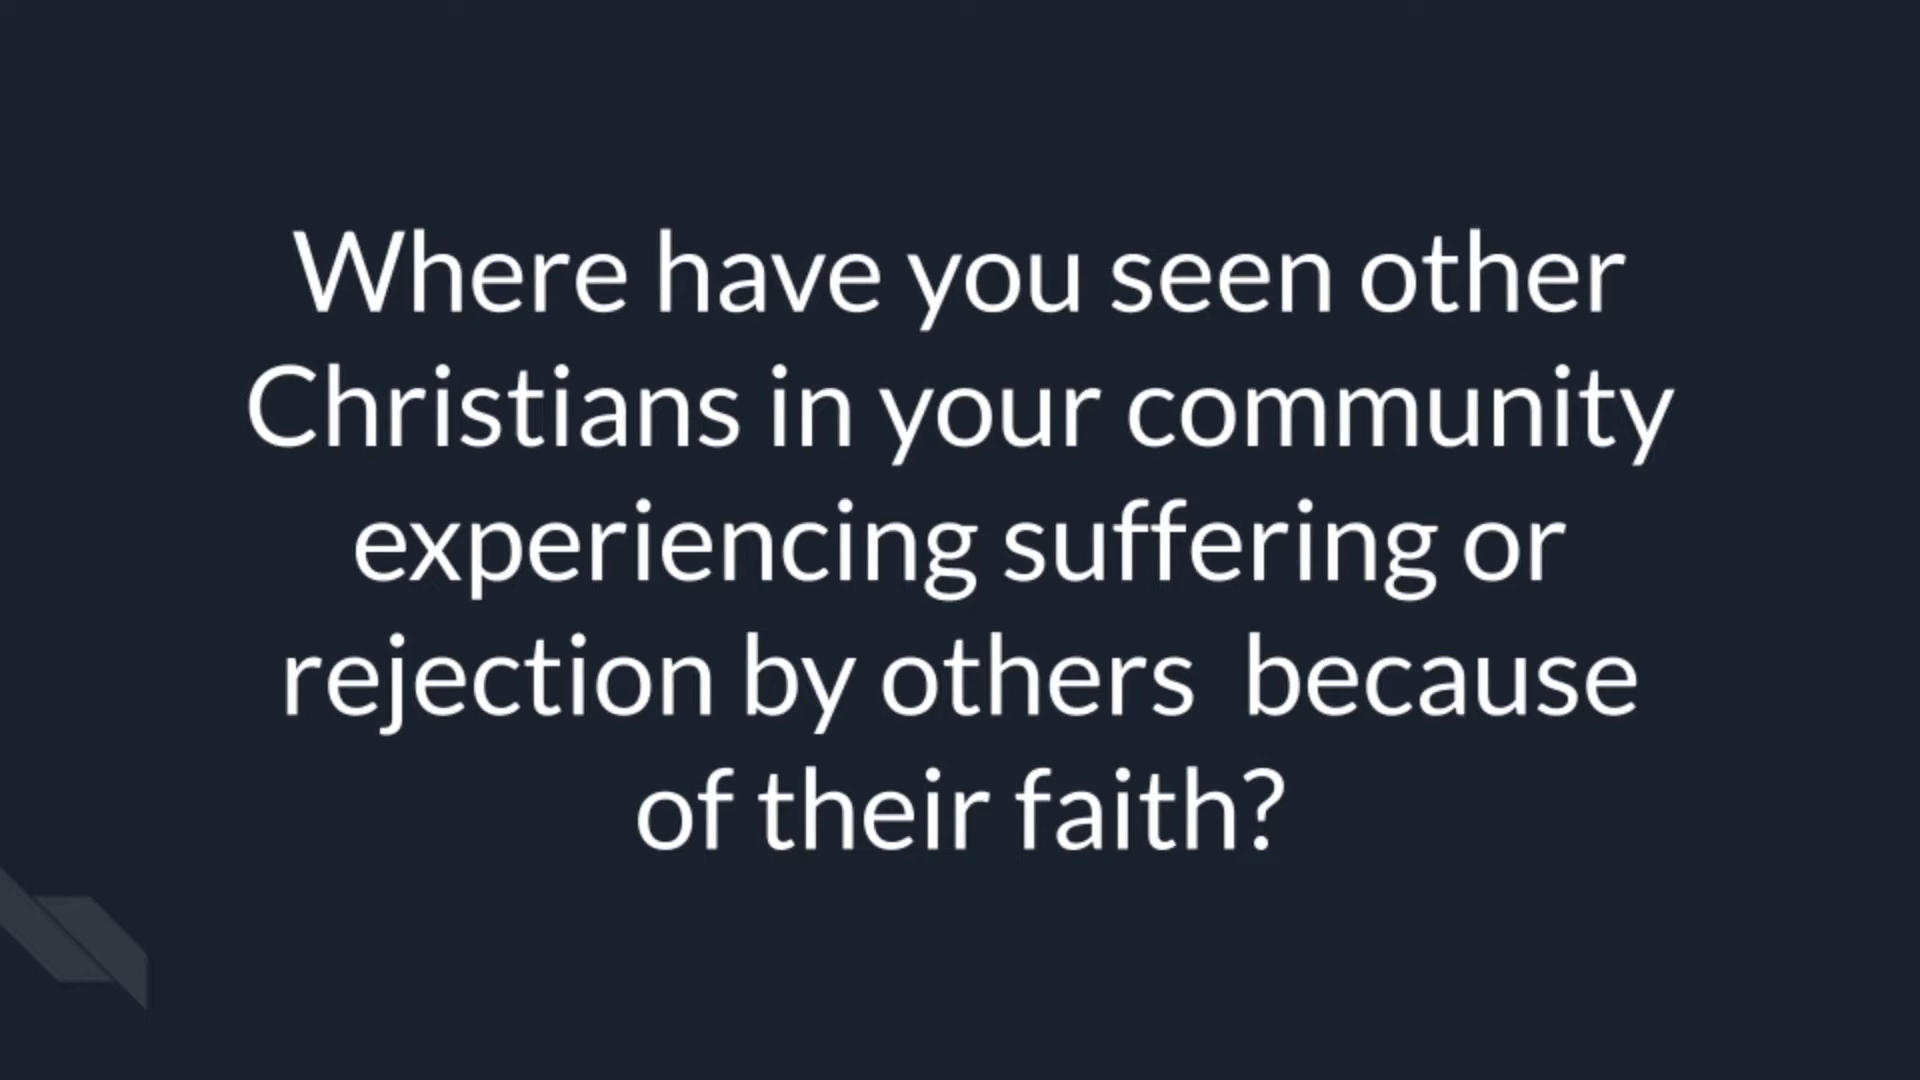 Where have you seen other
Christians in your community
experiencing suffering or
rejection by others  because
of their faith?